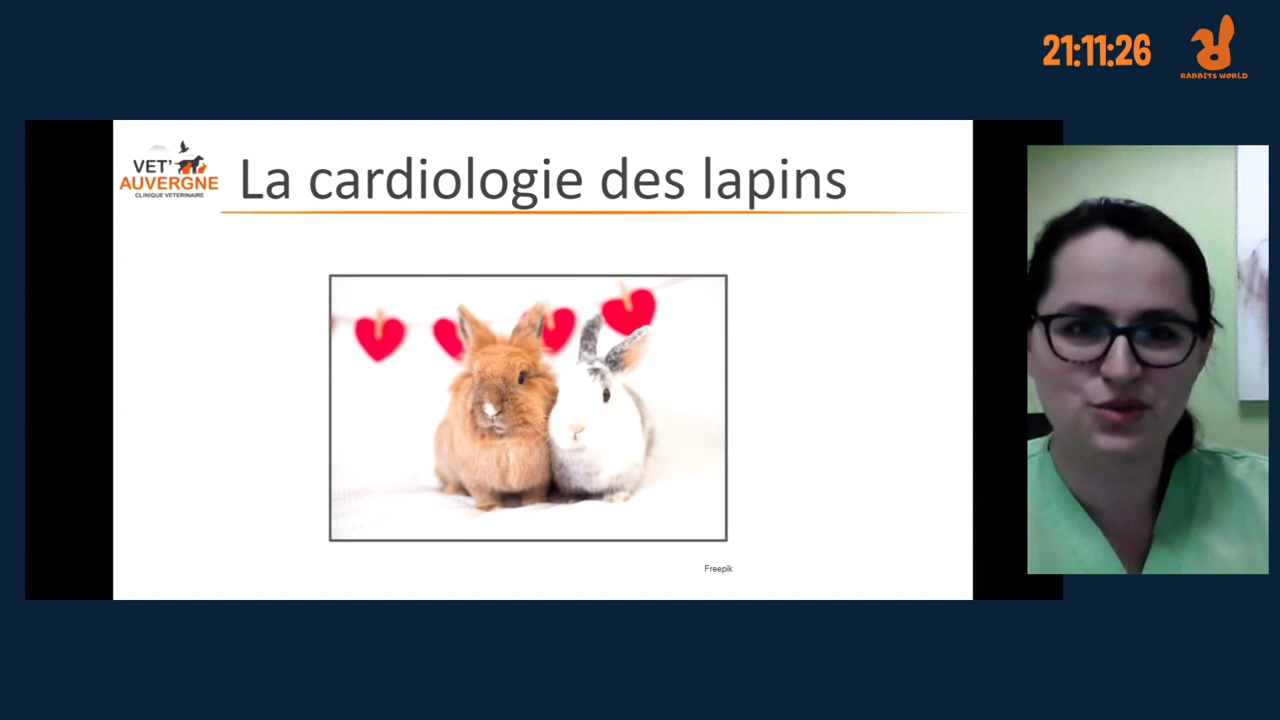 21:11:26
RABBITS WORLD
VET'
AUVERGNE
CLINIQUE VETERINAIRE
La cardiologie des lapins
Freepik